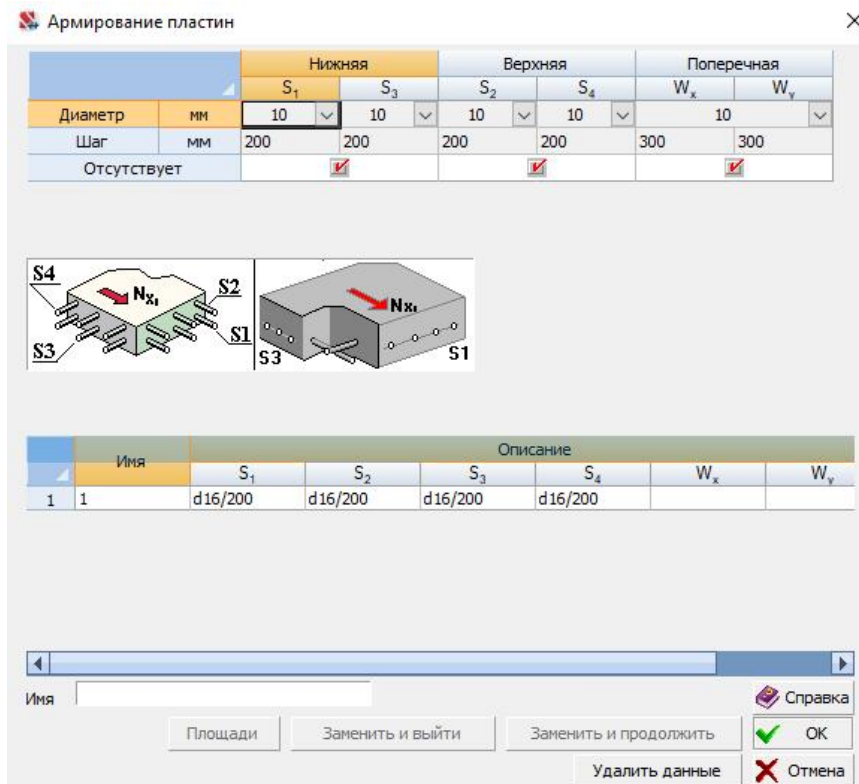 Армирование пластин
Нижняя Верхняя Поперечная
S₁ S₃ S₂ S₄ Wₓ Wᵧ
Диаметр мм 10 10 10 10 10
Шаг мм 200 200 200 200 300 300
Отсутствует
S4 Nx₁ S2 S3 S1
Nx₁ S3 S1
Имя Описание
S₁ S₂ S₃ S₄ Wₓ Wᵧ
1 1 d16/200 d16/200 d16/200 d16/200
Имя
Справка
Площади Заменить и выйти Заменить и продолжить OK
Удалить данные Отмена